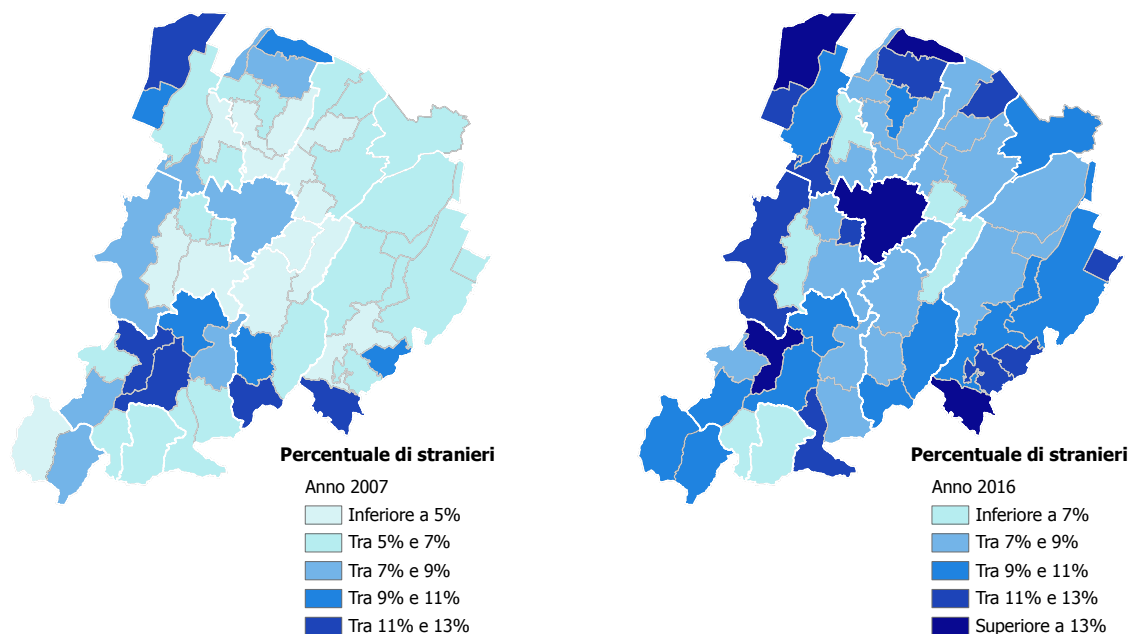 Percentuale di stranieri
Anno 2007
Inferiore a 5%
Tra 5% e 7%
Tra 7% e 9%
Tra 9% e 11%
Tra 11% e 13%
Percentuale di stranieri
Anno 2016
Inferiore a 7%
Tra 7% e 9%
Tra 9% e 11%
Tra 11% e 13%
Superiore a 13%